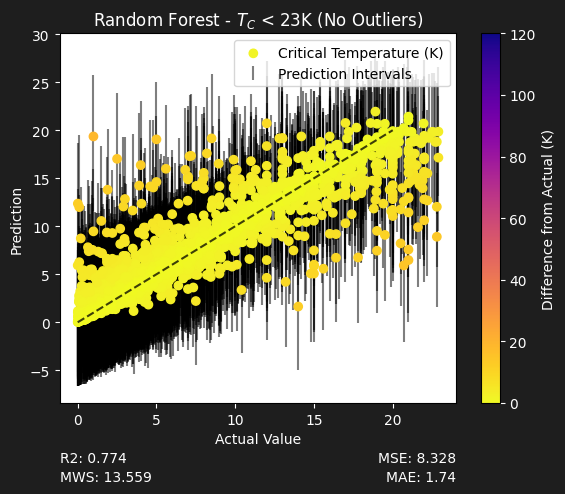 Random Forest - T_C < 23K (No Outliers)
Critical Temperature (K)
Prediction Intervals
30
25
20
15
10
5
0
−5
Prediction
0 5 10 15 20
Actual Value
120
100
80
60
40
20
0
Difference from Actual (K)
R2: 0.774 MSE: 8.328
MWS: 13.559 MAE: 1.74